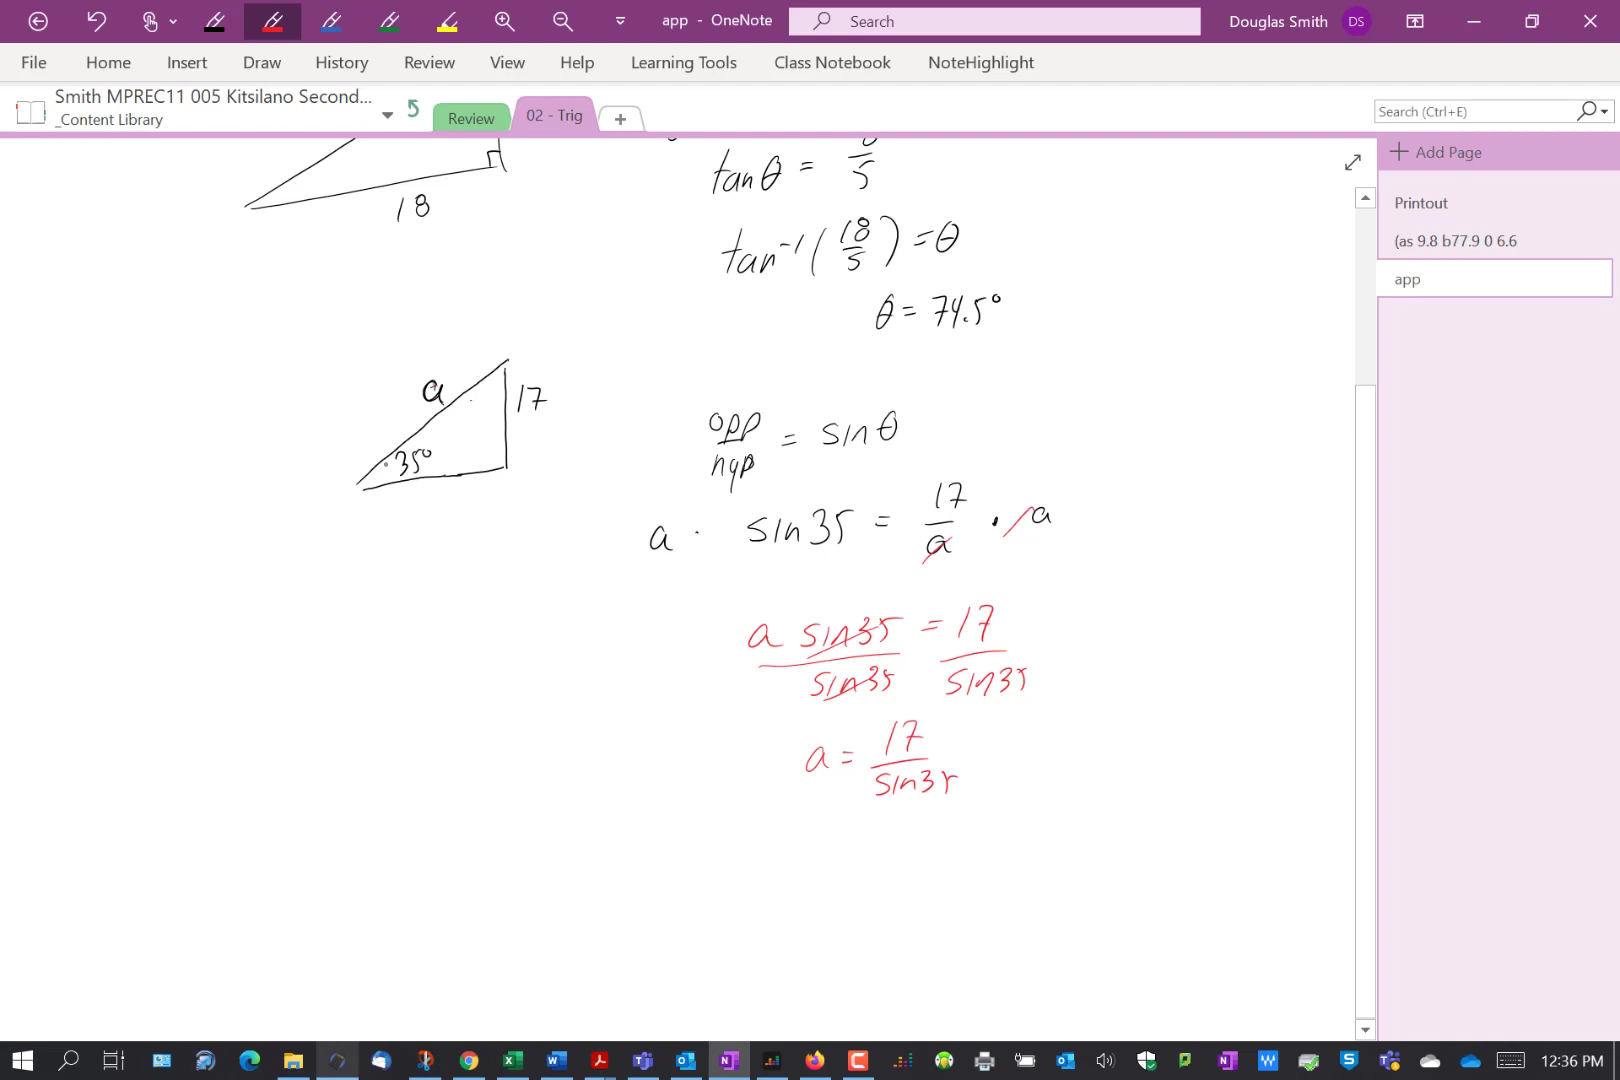 app - OneNote
Search
Douglas Smith DS
File Home Insert Draw History Review View Help Learning Tools Class Notebook NoteHighlight
Smith MPREC11 005 Kitsilano Second...
_Content Library
Review
02 - Trig
Search (Ctrl+E)
Add Page
Printout
(as 9.8 b77.9 0 6.6
app
18
tan θ = /5
tan⁻¹(18/5) = θ
θ = 74.5°
a
17
35°
opp/hyp = sin θ
a · sin35 = 17/a · a
a sin35/sin35 = 17/sin35
a = 17/sin35
12:36 PM